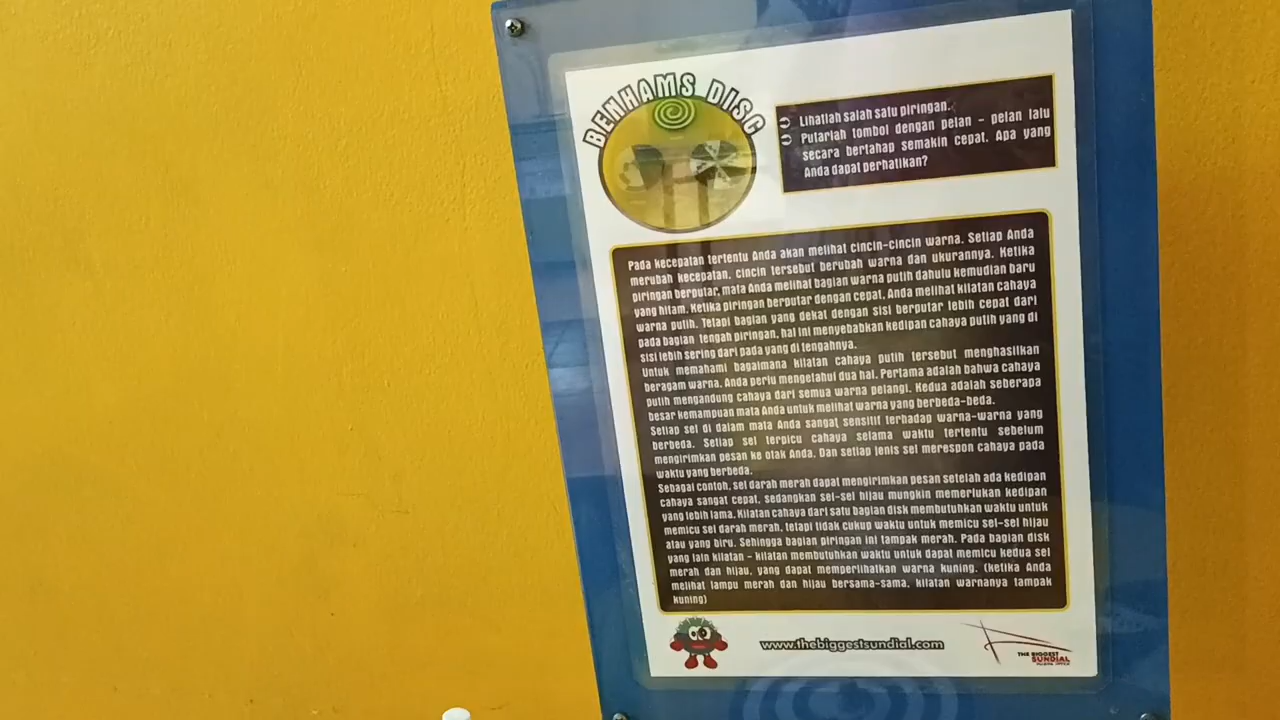 BENHAMS DISC
Lihatlah salah satu piringan.
Putarlah tombol dengan pelan - pelan lalu
secara bertahap semakin cepat. Apa yang
Anda dapat perhatikan?
Pada kecepatan tertentu Anda akan melihat cincin-cincin warna. Setiap Anda
merubah kecepatan, cincin tersebut berubah warna dan ukurannya. Ketika
piringan berputar, mata Anda melihat bagian warna putih dahulu kemudian baru
yang hitam. Ketika piringan berputar dengan cepat, Anda melihat kilatan cahaya
warna putih. Tetapi bagian yang dekat dengan sisi berputar lebih cepat dari
pada bagian tengah piringan, hal ini menyebabkan kedipan cahaya putih yang di
sisi lebih sering dari pada yang di tengahnya.
Untuk memahami bagaimana kilatan cahaya putih tersebut menghasilkan
beragam warna, Anda perlu mengetahui dua hal. Pertama adalah bahwa cahaya
putih mengandung cahaya dari semua warna pelangi. Kedua adalah seberapa
besar kemampuan mata Anda untuk melihat warna yang berbeda-beda.
Setiap sel di dalam mata Anda sangat sensitif terhadap warna-warna yang
berbeda. Setiap sel terpicu cahaya selama waktu tertentu sebelum
mengirimkan pesan ke otak Anda. Dan setiap jenis sel merespon cahaya pada
waktu yang berbeda.
Sebagai contoh, sel darah merah dapat mengirimkan pesan setelah ada kedipan
cahaya sangat cepat, sedangkan sel-sel hijau mungkin memerlukan kedipan
yang lebih lama. Kilatan cahaya dari satu bagian disk membutuhkan waktu untuk
memicu sel darah merah, tetapi tidak cukup waktu untuk memicu sel-sel hijau
atau yang biru. Sehingga bagian piringan ini tampak merah. Pada bagian disk
yang lain kilatan - kilatan membutuhkan waktu untuk dapat memicu kedua sel
merah dan hijau, yang dapat memperlihatkan warna kuning. (ketika Anda
melihat lampu merah dan hijau bersama-sama, kilatan warnanya tampak
kuning)
www.thebiggestsundial.com
THE BIGGEST
SUNDIAL